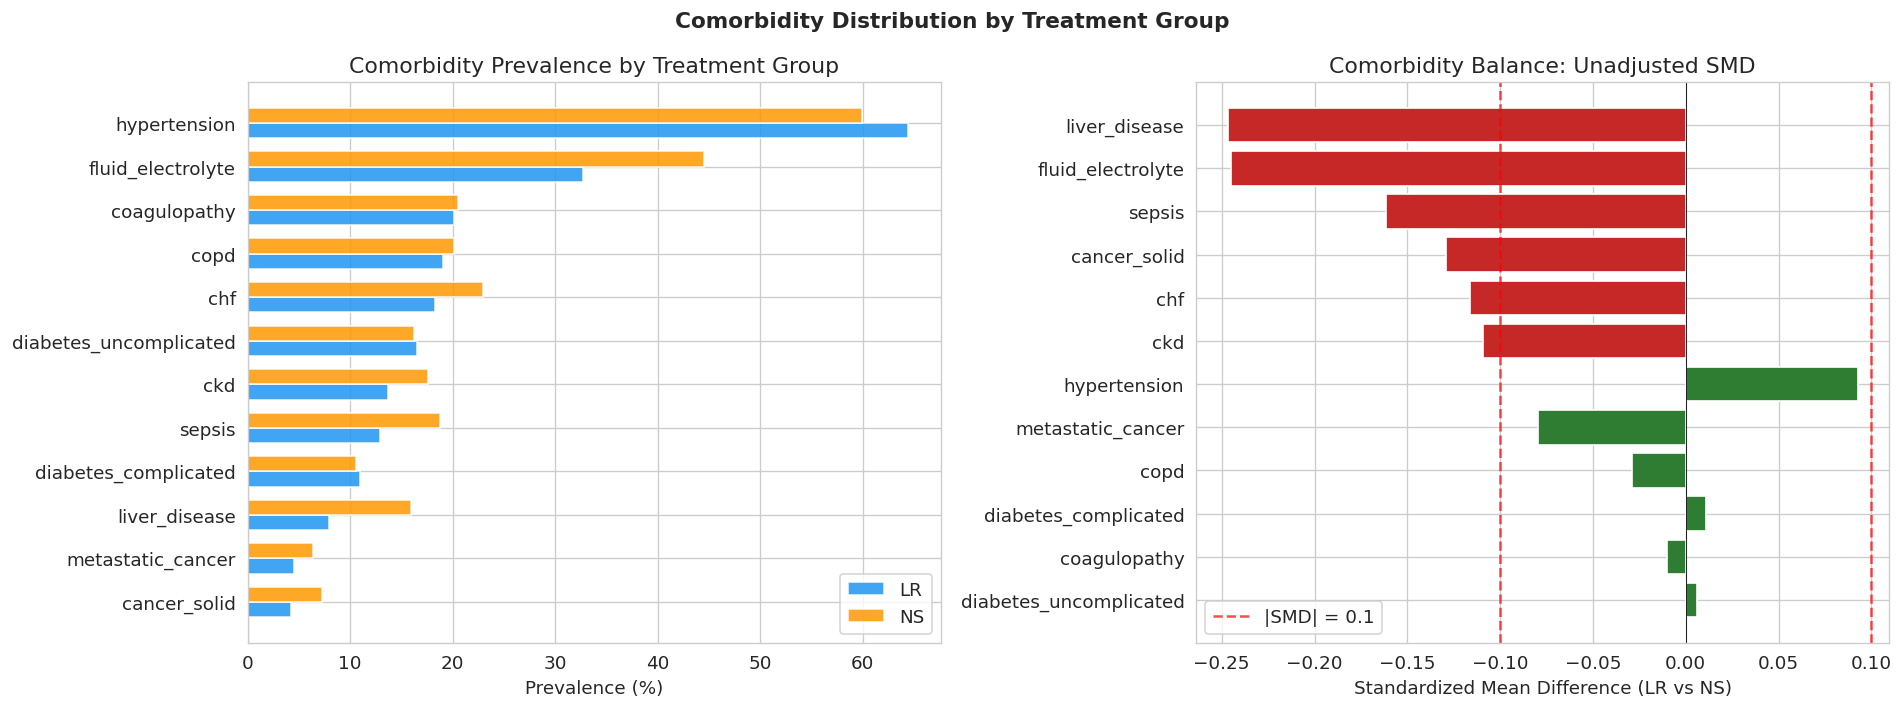 Comorbidity Distribution by Treatment Group
Comorbidity Prevalence by Treatment Group
hypertension
fluid_electrolyte
coagulopathy
copd
chf
diabetes_uncomplicated
ckd
sepsis
diabetes_complicated
liver_disease
metastatic_cancer
cancer_solid
LR
NS
0 10 20 30 40 50 60
Prevalence (%)
Comorbidity Balance: Unadjusted SMD
liver_disease
fluid_electrolyte
sepsis
cancer_solid
chf
ckd
hypertension
metastatic_cancer
copd
diabetes_complicated
coagulopathy
diabetes_uncomplicated
|SMD| = 0.1
−0.25 −0.20 −0.15 −0.10 −0.05 0.00 0.05 0.10
Standardized Mean Difference (LR vs NS)